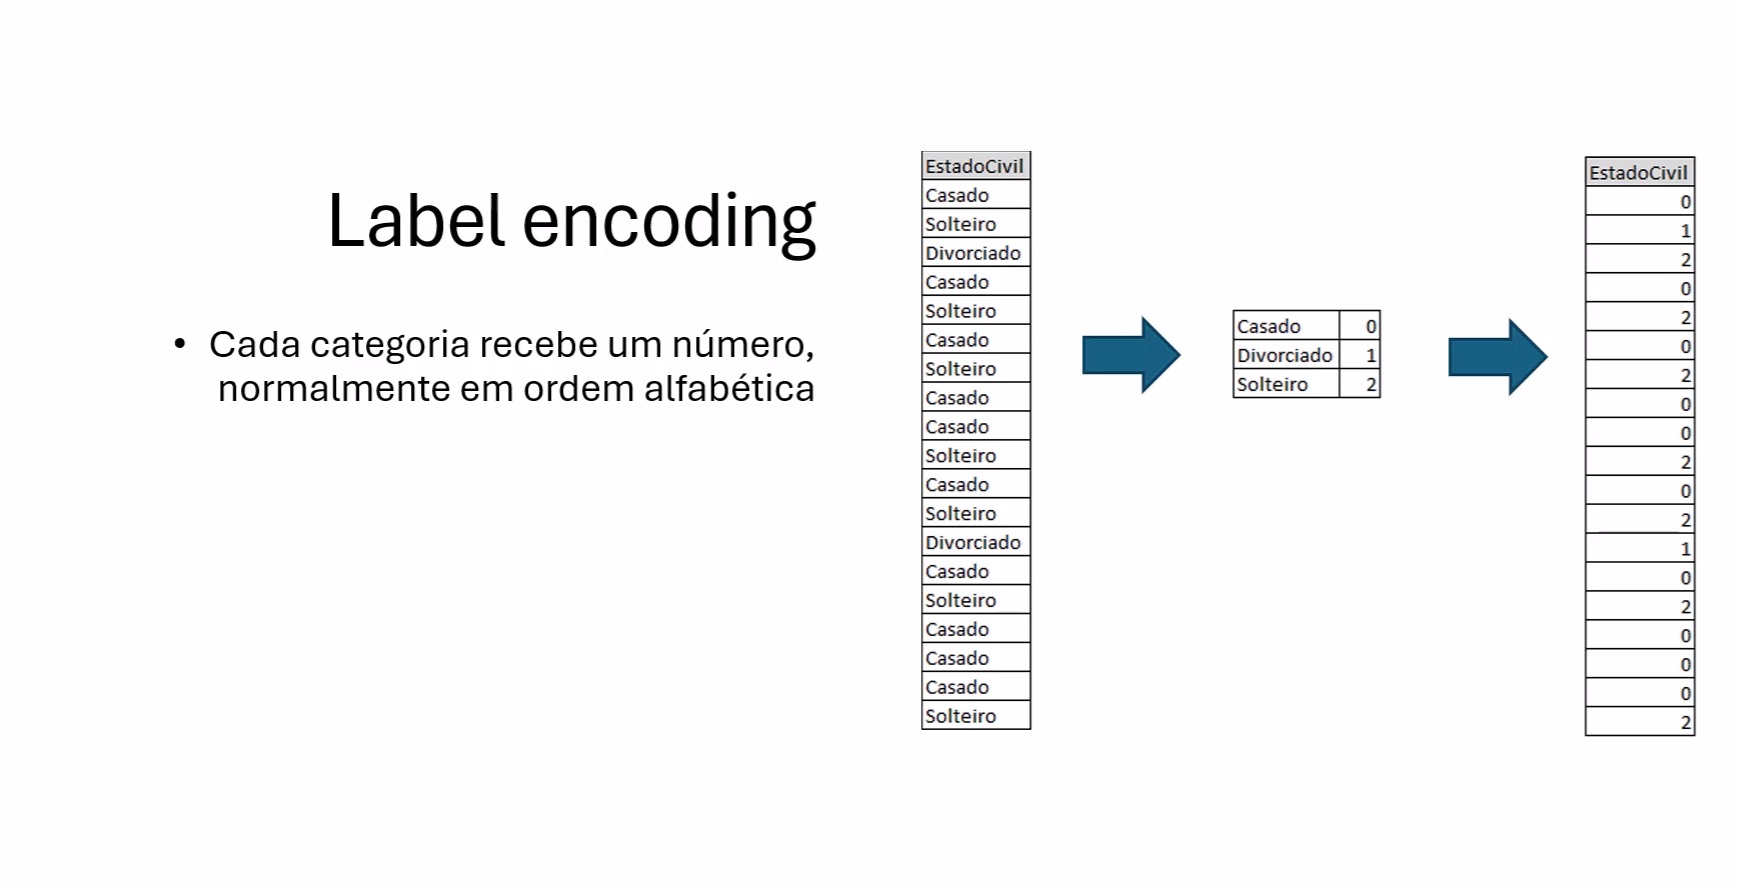 Label encoding
• Cada categoria recebe um número,
normalmente em ordem alfabética
EstadoCivil
Casado
Solteiro
Divorciado
Casado
Solteiro
Casado
Solteiro
Casado
Casado
Solteiro
Casado
Solteiro
Divorciado
Casado
Solteiro
Casado
Casado
Casado
Solteiro
Casado 0
Divorciado 1
Solteiro 2
EstadoCivil
0
1
2
0
2
0
2
0
0
2
0
2
1
0
2
0
0
0
2